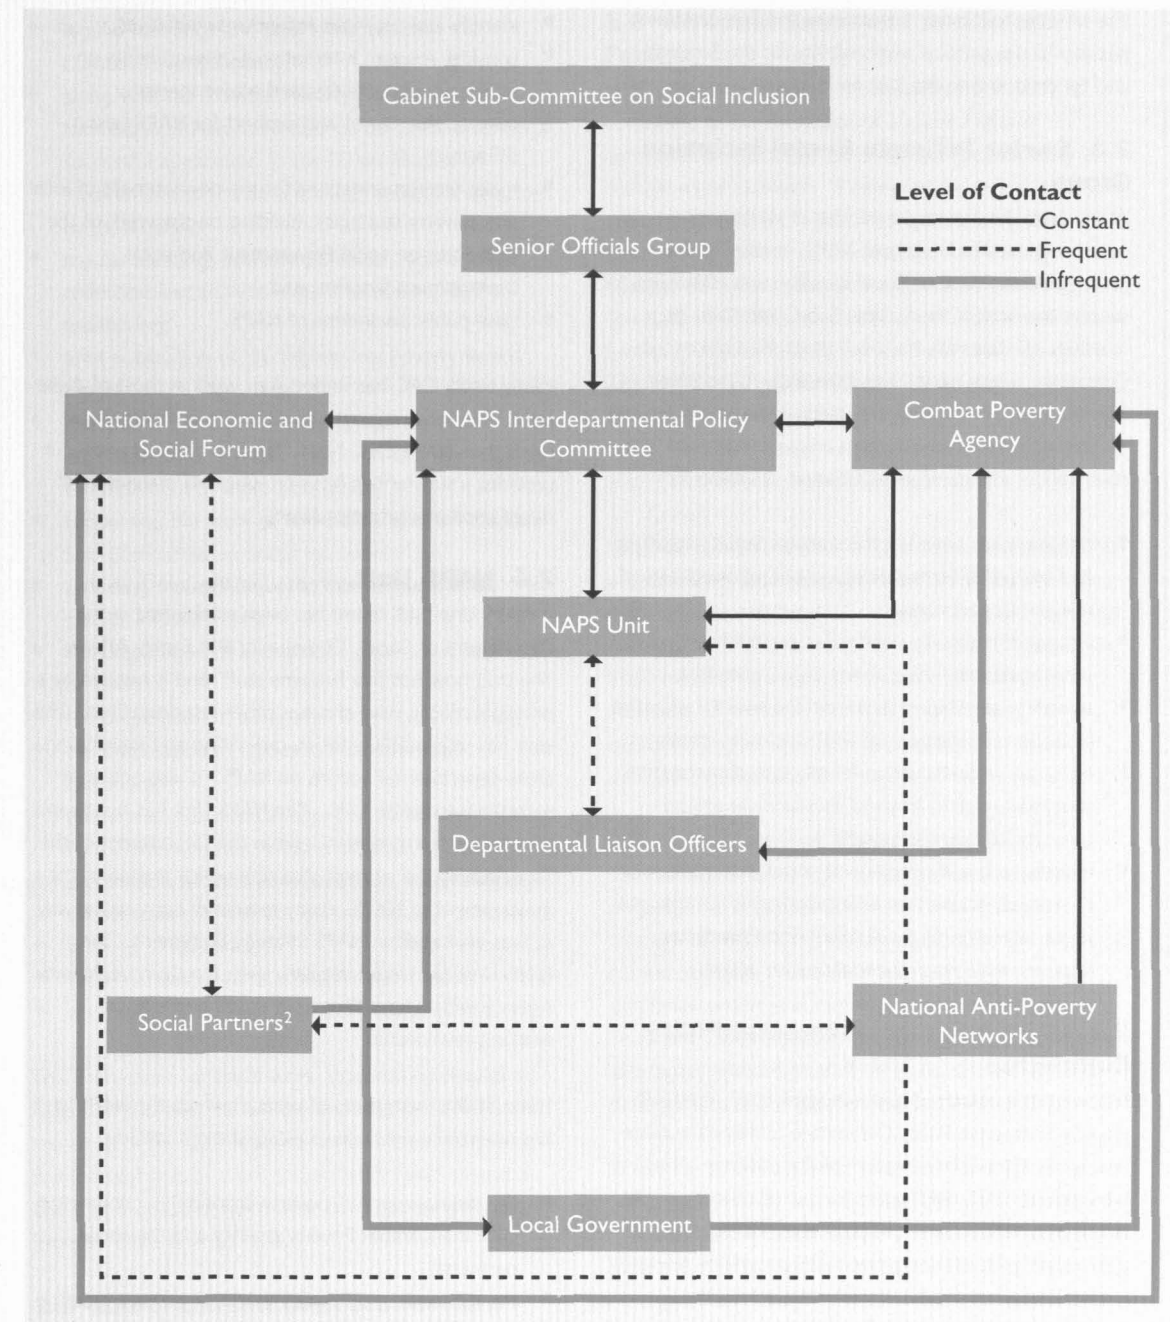 Cabinet Sub-Committee on Social Inclusion
Level of Contact
Constant
Frequent
Infrequent
Senior Officials Group
National Economic and
Social Forum
NAPS Interdepartmental Policy
Committee
Combat Poverty
Agency
NAPS Unit
Departmental Liaison Officers
Social Partners²
National Anti-Poverty
Networks
Local Government